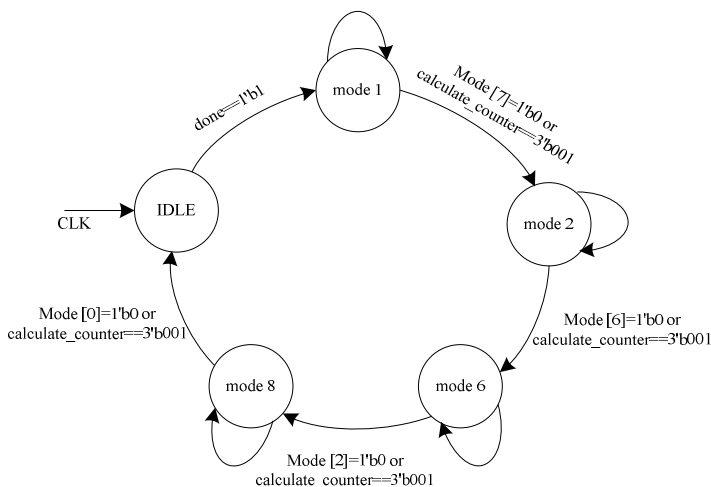 mode 1
Mode [7]=1'b0 or
calculate_counter==3'b001
done==1'b1
IDLE
CLK
mode 2
Mode [6]=1'b0 or
calculate_counter==3'b001
Mode [0]=1'b0 or
calculate_counter==3'b001
mode 8
mode 6
Mode [2]=1'b0 or
calculate_counter==3'b001